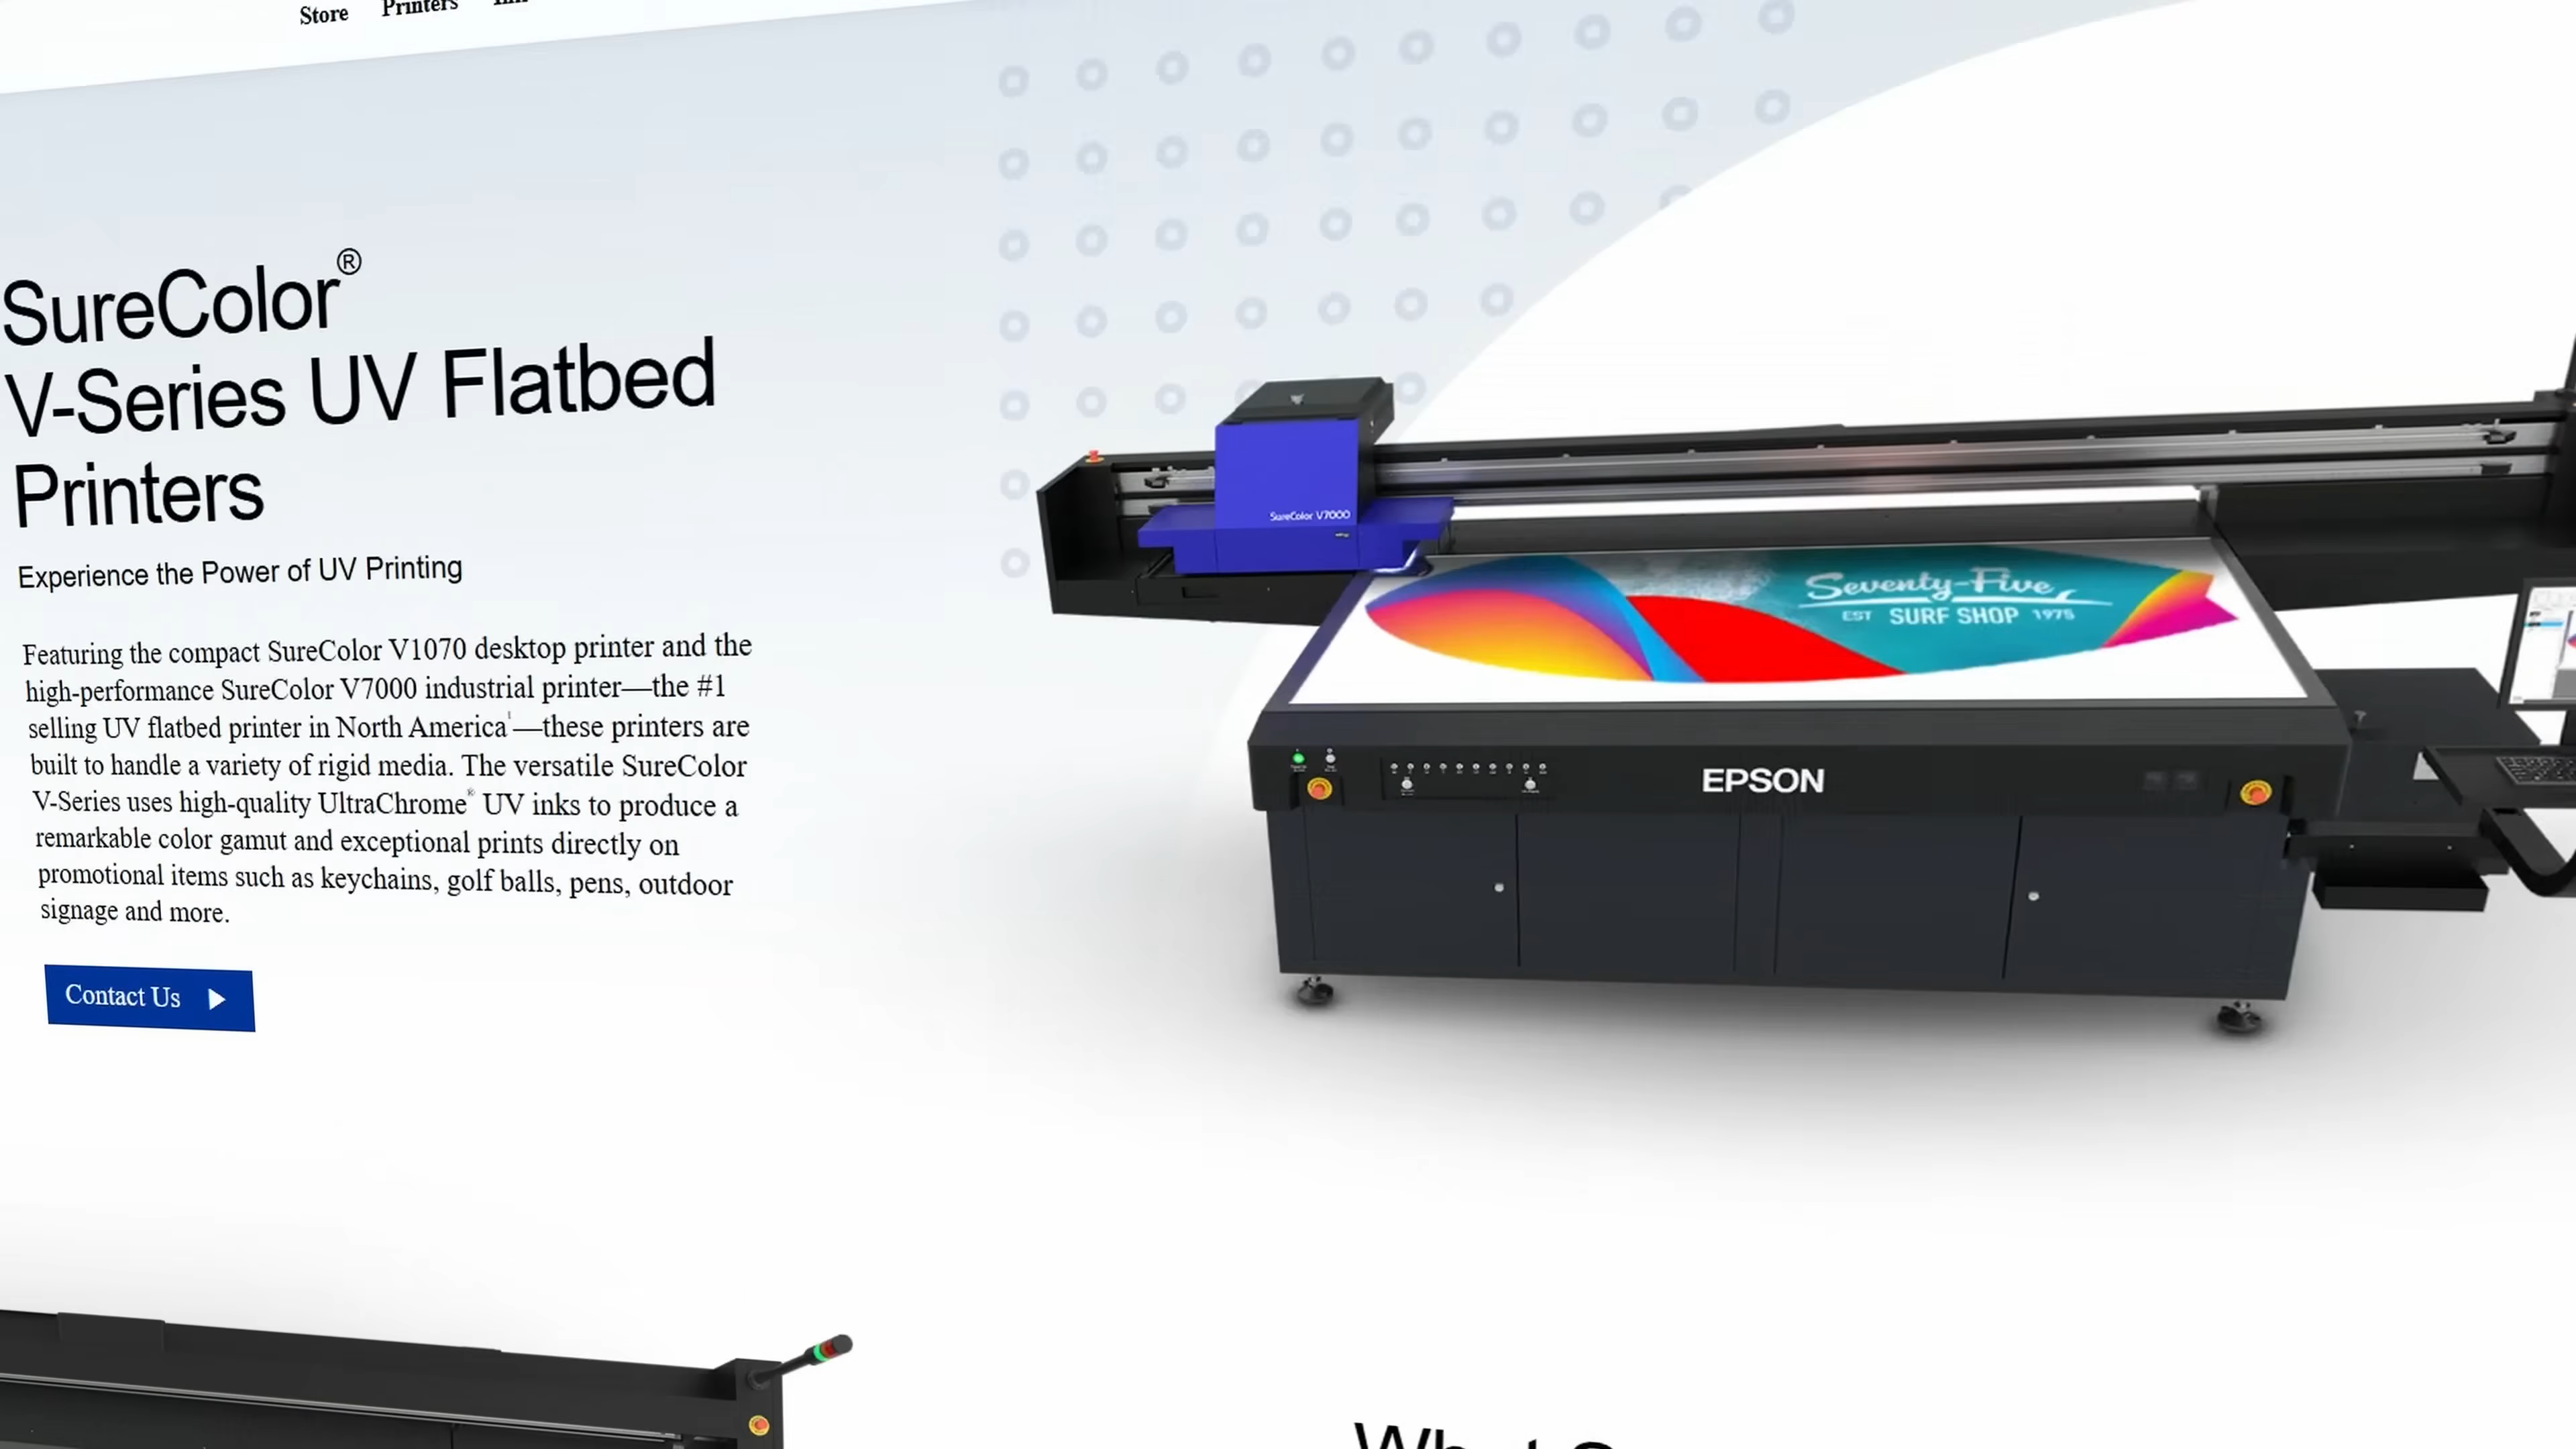 Store Printers
SureColor®
V-Series UV Flatbed
Printers
Experience the Power of UV Printing
Featuring the compact SureColor V1070 desktop printer and the
high-performance SureColor V7000 industrial printer—the #1
selling UV flatbed printer in North America¹—these printers are
built to handle a variety of rigid media. The versatile SureColor
V-Series uses high-quality UltraChrome® UV inks to produce a
remarkable color gamut and exceptional prints directly on
promotional items such as keychains, golf balls, pens, outdoor
signage and more.
Contact Us
SureColor V7000
Seventy-Five
EST SURF SHOP 1975
EPSON